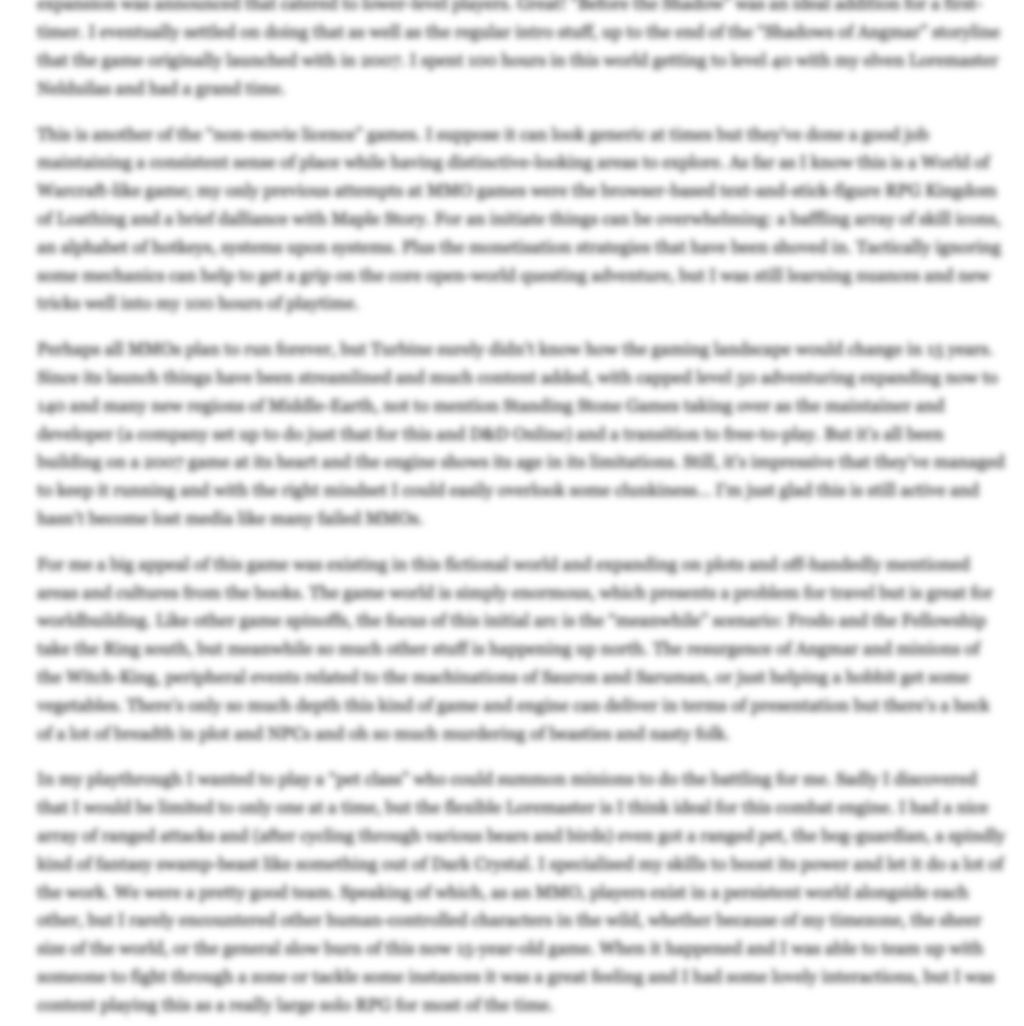 expansion was announced that catered to lower-level players. Great! "Before the Shadow" was an ideal addition for a first-
timer. I eventually settled on doing that as well as the regular intro stuff, up to the end of the "Shadows of Angmar" storyline
that the game originally launched with in 2007. I spent 100 hours in this world getting to level 40 with my elven Loremaster
and had a grand time.
This is another of the "non-movie licence" games. I suppose it can look generic at times but they've done a good job
maintaining a consistent sense of place while having distinctive-looking areas to explore. As far as I know this is a World of
Warcraft-like game; my only previous attempts at MMO games were the browser-based text-and-stick-figure RPG Kingdom
of Loathing and a brief dalliance with Maple Story. For an initiate things can be overwhelming: a baffling array of skill icons,
an alphabet of hotkeys, systems upon systems. Plus the monetisation strategies that have been shoved in. Tactically ignoring
some mechanics can help to get a grip on the core open-world questing adventure, but I was still learning nuances and new
tricks well into my 100 hours of playtime.
Perhaps all MMOs plan to run forever, but Turbine surely didn't know how the gaming landscape would change in 15 years.
Since its launch things have been streamlined and much content added, with capped level 50 adventuring expanding now to
140 and many new regions of Middle-Earth, not to mention Standing Stone Games taking over as the maintainer and
developer (a company set up to do just that for this and D&D Online) and a transition to free-to-play. But it's all been
building on a 2007 game at its heart and the engine shows its age in its limitations. Still, it's impressive that they've managed
to keep it running and with the right mindset I could easily overlook some clunkiness... I'm just glad this is still active and
hasn't become lost media like many failed MMOs.
For me a big appeal of this game was existing in this fictional world and expanding on plots and off-handedly mentioned
areas and cultures from the books. The game world is simply enormous, which presents a problem for travel but is great for
worldbuilding. Like other game spinoffs, the focus of this initial arc is the "meanwhile" scenario: Frodo and the Fellowship
take the Ring south, but meanwhile so much other stuff is happening up north. The resurgence of Angmar and minions of
the Witch-King, peripheral events related to the machinations of Sauron and Saruman, or just helping a hobbit get some
vegetables. There's only so much depth this kind of game and engine can deliver in terms of presentation but there's a heck
of a lot of breadth in plot and NPCs and oh so much murdering of beasties and nasty folk.
In my playthrough I wanted to play a "pet class" who could summon minions to do the battling for me. Sadly I discovered
that I would be limited to only one at a time, but the flexible Loremaster is I think ideal for this combat engine. I had a nice
array of ranged attacks and (after cycling through various bears and birds) even got a ranged pet, the bog-guardian, a spindly
kind of fantasy swamp-beast like something out of Dark Crystal. I specialised my skills to boost its power and let it do a lot of
the work. We were a pretty good team. Speaking of which, as an MMO, players exist in a persistent world alongside each
other, but I rarely encountered other human-controlled characters in the wild, whether because of my timezone, the sheer
size of the world, or the general slow burn of this now 15-year-old game. When it happened and I was able to team up with
someone to fight through a zone or tackle some instances it was a great feeling and I had some lovely interactions, but I was
content playing this as a really large solo RPG for most of the time.